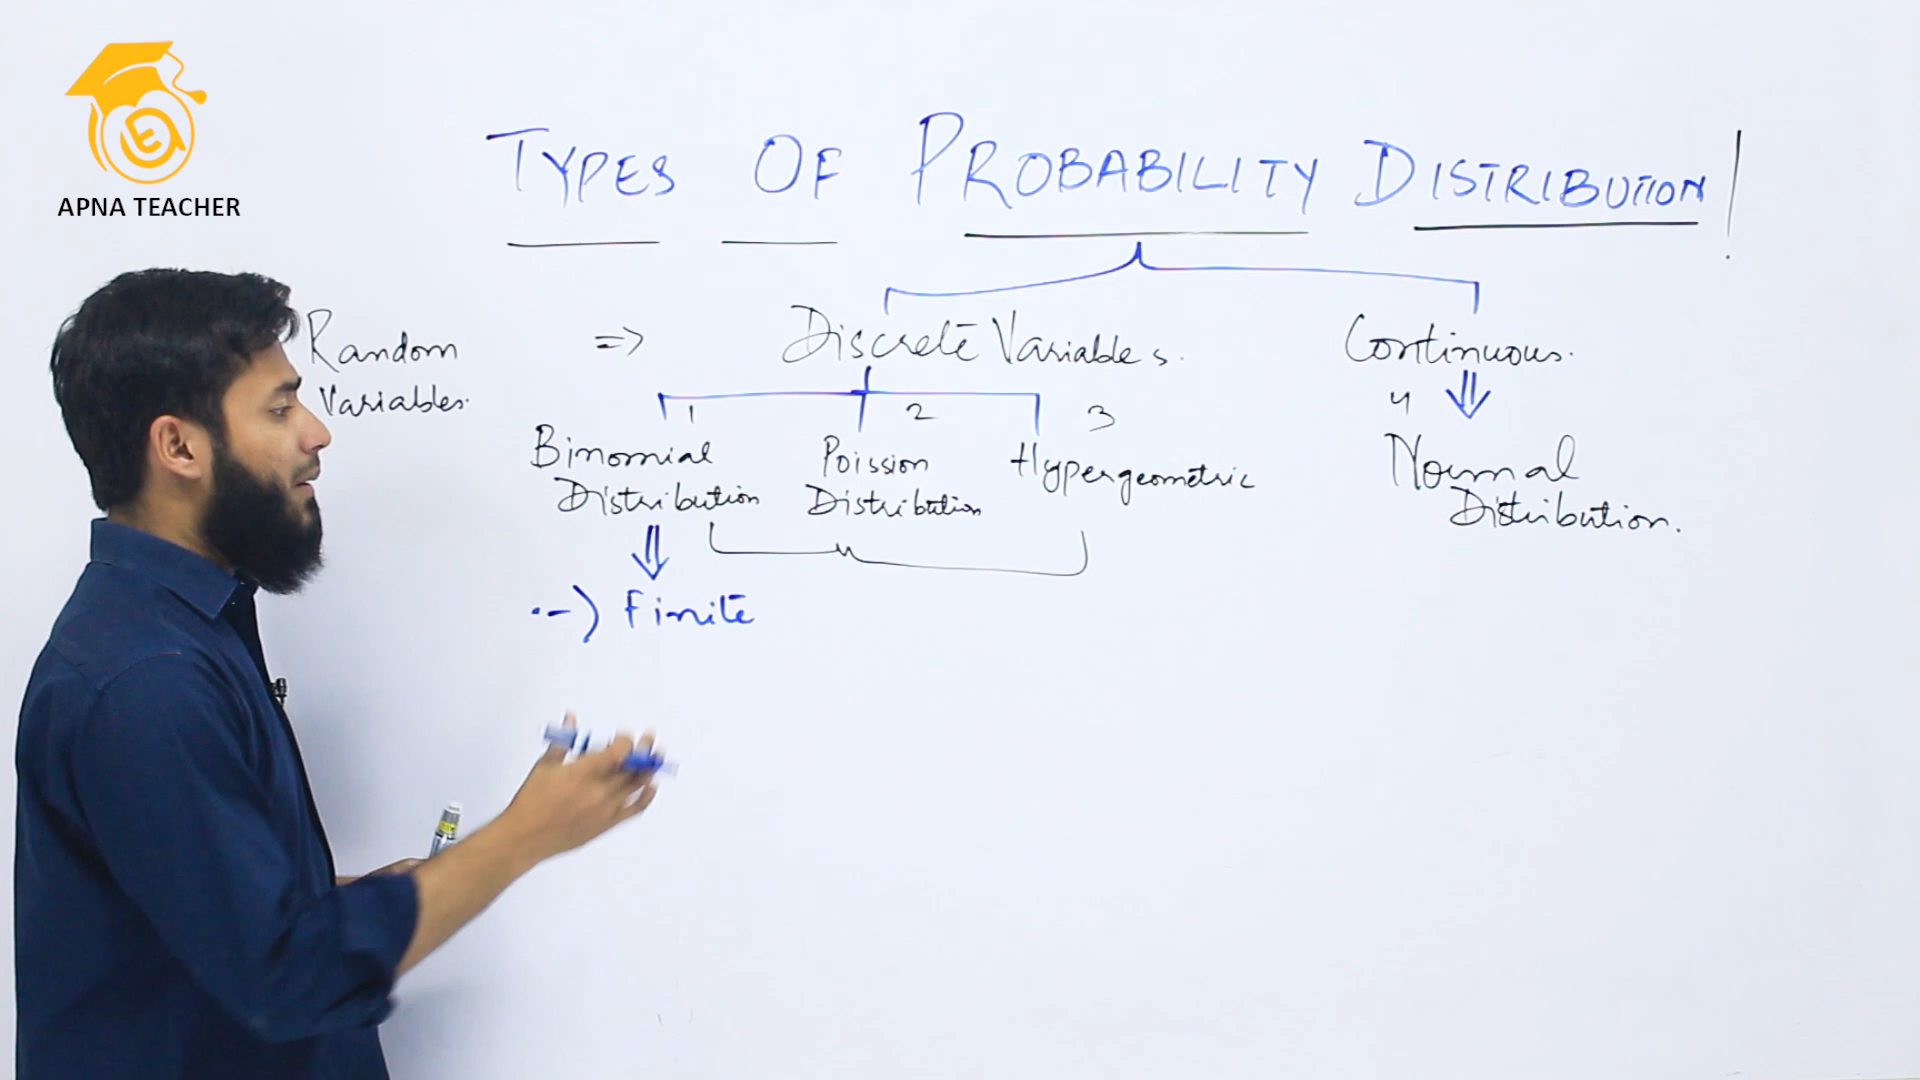 APNA TEACHER
TYPES OF PROBABILITY DISTRIBUTION!
Random
Variables.
=> Discrete Variables.
Continuous.
1 2 3 4
Binomial
Distribution
Poission
Distribution
Hypergeometric
Normal
Distribution.
Finite